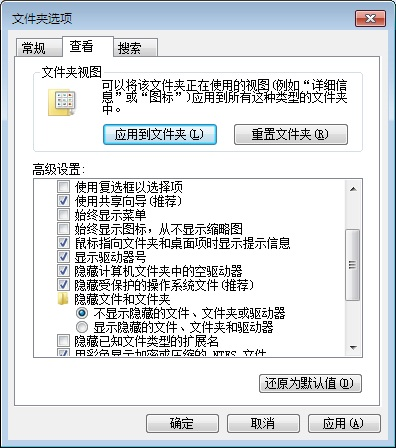 文件夹选项
常规
查看
搜索
文件夹视图
可以将该文件夹正在使用的视图(例如“详细信
息”或“图标”)应用到所有这种类型的文件夹
中。
应用到文件夹(L)
重置文件夹(R)
高级设置:
使用复选框以选择项
使用共享向导(推荐)
始终显示菜单
始终显示图标，从不显示缩略图
鼠标指向文件夹和桌面项时显示提示信息
显示驱动器号
隐藏计算机文件夹中的空驱动器
隐藏受保护的操作系统文件(推荐)
隐藏文件和文件夹
不显示隐藏的文件、文件夹或驱动器
显示隐藏的文件、文件夹和驱动器
隐藏已知文件类型的扩展名
用彩色显示加密或压缩的 NTFS 文件
还原为默认值(D)
确定
取消
应用(A)